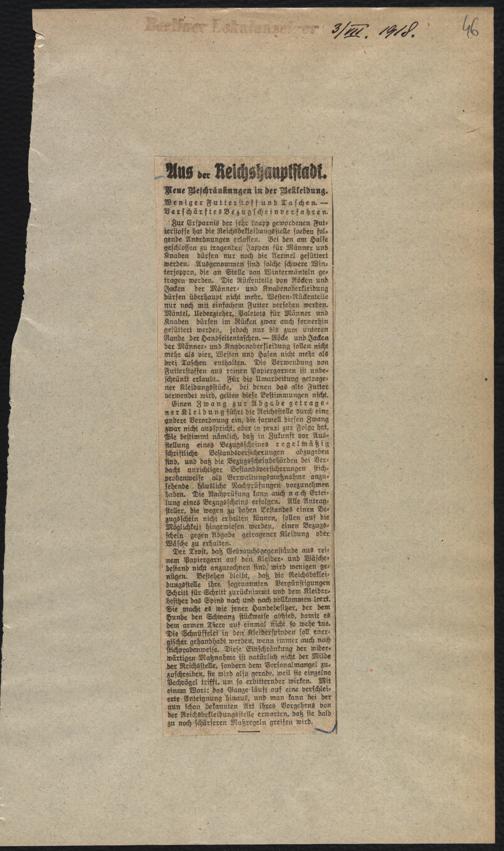 Berliner Lokalanzeiger
3/VII. 1918.
46
Aus der Reichshauptstadt.
Neue Beschränkungen in der Bekleidung.
Weniger Futterstoff und Taschen. —
Verschärftes Bezugscheinverfahren.
Zur Ersparnis der sehr knapp gewordenen Fut-
terstoffe hat die Reichsbekleidungsstelle soeben fol-
gende Anordnungen erlassen. Bei den am Halse
geschlossen zu tragenden Joppen für Männer und
Knaben dürfen nur noch die Aermel gefüttert
werden. Ausgenommen sind solche schwere Win-
terjoppen, die an Stelle von Wintermänteln ge-
tragen werden. Die Rückenteile von Röcken und
Jacken der Männer- und Knabenoberkleidung
dürfen überhaupt nicht mehr, Westen-Rückenteile
nur noch mit einfachem Futter versehen werden.
Mäntel, Ueberzieher, Paletots für Männer und
Knaben dürfen im Rücken zwar auch fernerhin
gefüttert werden, jedoch nur bis zum unteren
Rande der Handseitentaschen. — Röcke und Jacken
der Männer- und Knabenoberkleidung sollen nicht
mehr als vier, Westen und Hosen nicht mehr als
drei Taschen enthalten. Die Verwendung von
Futterstoffen aus reinen Papiergarnen ist unbe-
schränkt erlaubt. Für die Umarbeitung getrage-
ner Kleidungsstücke, bei denen das alte Futter
verwendet wird, gelten diese Bestimmungen nicht.
Einen Zwang zur Abgabe getrage-
ner Kleidung führt die Reichsstelle durch eine
andere Verordnung ein, die formell diesen Zwang
zwar nicht ausspricht, aber in praxi zur Folge hat.
Sie bestimmt nämlich, daß in Zukunft vor Aus-
stellung eines Bezugscheines regelmäßig
schriftliche Bestandsversicherungen abzugeben
sind, und daß die Bezugscheinbehörden bei Ver-
dacht unrichtiger Bestandsversicherungen stich-
probenweise als Verwaltungsmaßnahme anzu-
sehende häusliche Nachprüfungen vorzunehmen
haben. Die Nachprüfung kann auch nach Ertei-
lung eines Bezugscheins erfolgen. Alle Antrag-
steller, die wegen zu hohen Bestandes einen Be-
zugschein nicht erhalten können, sollen auf die
Möglichkeit hingewiesen werden, einen Bezug-
schein gegen Abgabe getragener Kleidung oder
Wäsche zu erhalten.
Der Trost, daß Gebrauchsgegenstände aus rei-
nem Papiergarn auf den Kleider- und Wäsche-
bestand nicht anzurechnen sind, wird wenigen ge-
nügen. Bestehen bleibt, daß die Reichsbeklei-
dungsstelle ihre sogenannten Vergünstigungen
Schritt für Schritt zurücknimmt und dem Kleider-
besitzer das Spind nach und nach vollkommen leert.
Sie macht es wie jener Hundebesitzer, der dem
Hunde den Schwanz stückweise abhieb, damit es
dem armen Tiere auf einmal nicht so wehe tue.
Die Schnüffelei in den Kleiderspinden soll ener-
gischer gehandhabt werden, wenn immer auch nach
stichprobenweise. Diese Einschränkung der wider-
wärtigen Maßnahme ist natürlich nicht der Milde
der Reichsstelle, sondern dem Personalmangel zu-
zuschreiben, sie wird also gerade, weil sie einzelne
Pechvögel trifft, um so erbitternder wirken. Mit
einem Wort: das Ganze läuft auf eine verschlei-
erte Enteignung hinaus, und man kann bei der
nun schon bekannten Art ihres Vorgehens von
der Reichsbekleidungsstelle erwarten, daß sie bald
zu noch schärferen Maßregeln greifen wird.